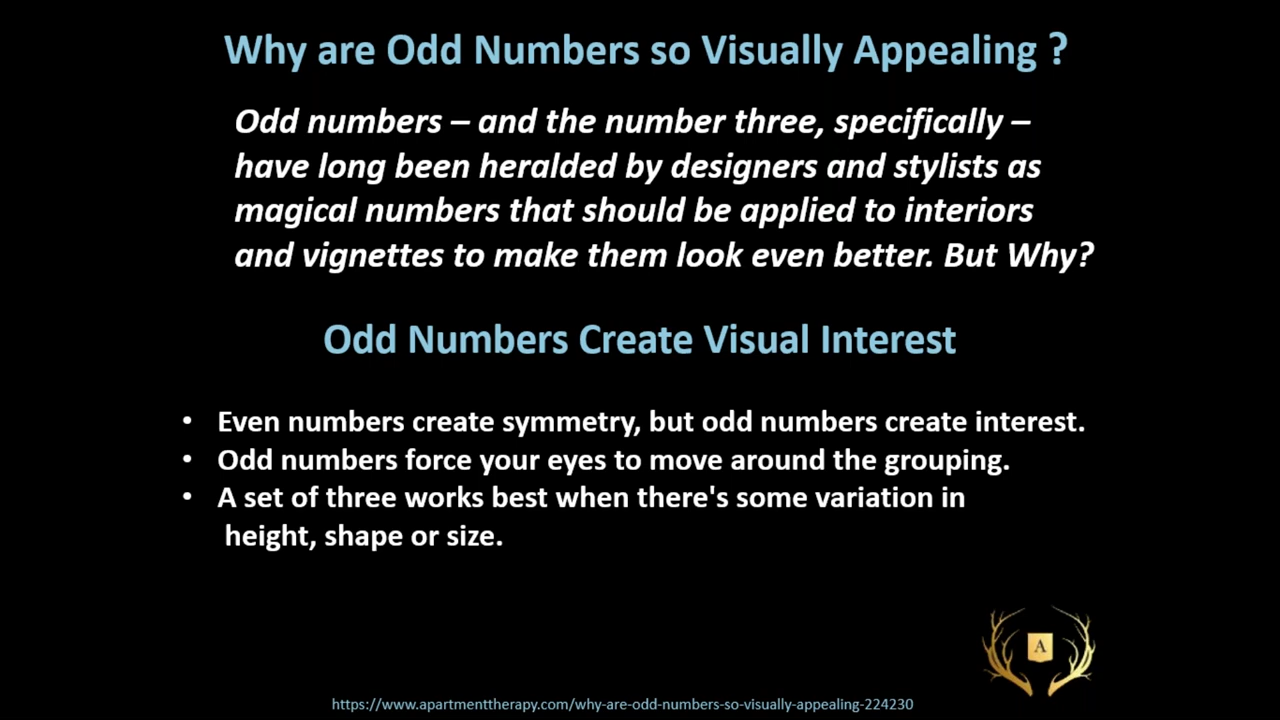 Why are Odd Numbers so Visually Appealing ?
Odd numbers – and the number three, specifically –
have long been heralded by designers and stylists as
magical numbers that should be applied to interiors
and vignettes to make them look even better. But Why?
Odd Numbers Create Visual Interest
• Even numbers create symmetry, but odd numbers create interest.
• Odd numbers force your eyes to move around the grouping.
• A set of three works best when there's some variation in
height, shape or size.
A
https://www.apartmenttherapy.com/why-are-odd-numbers-so-visually-appealing-224230